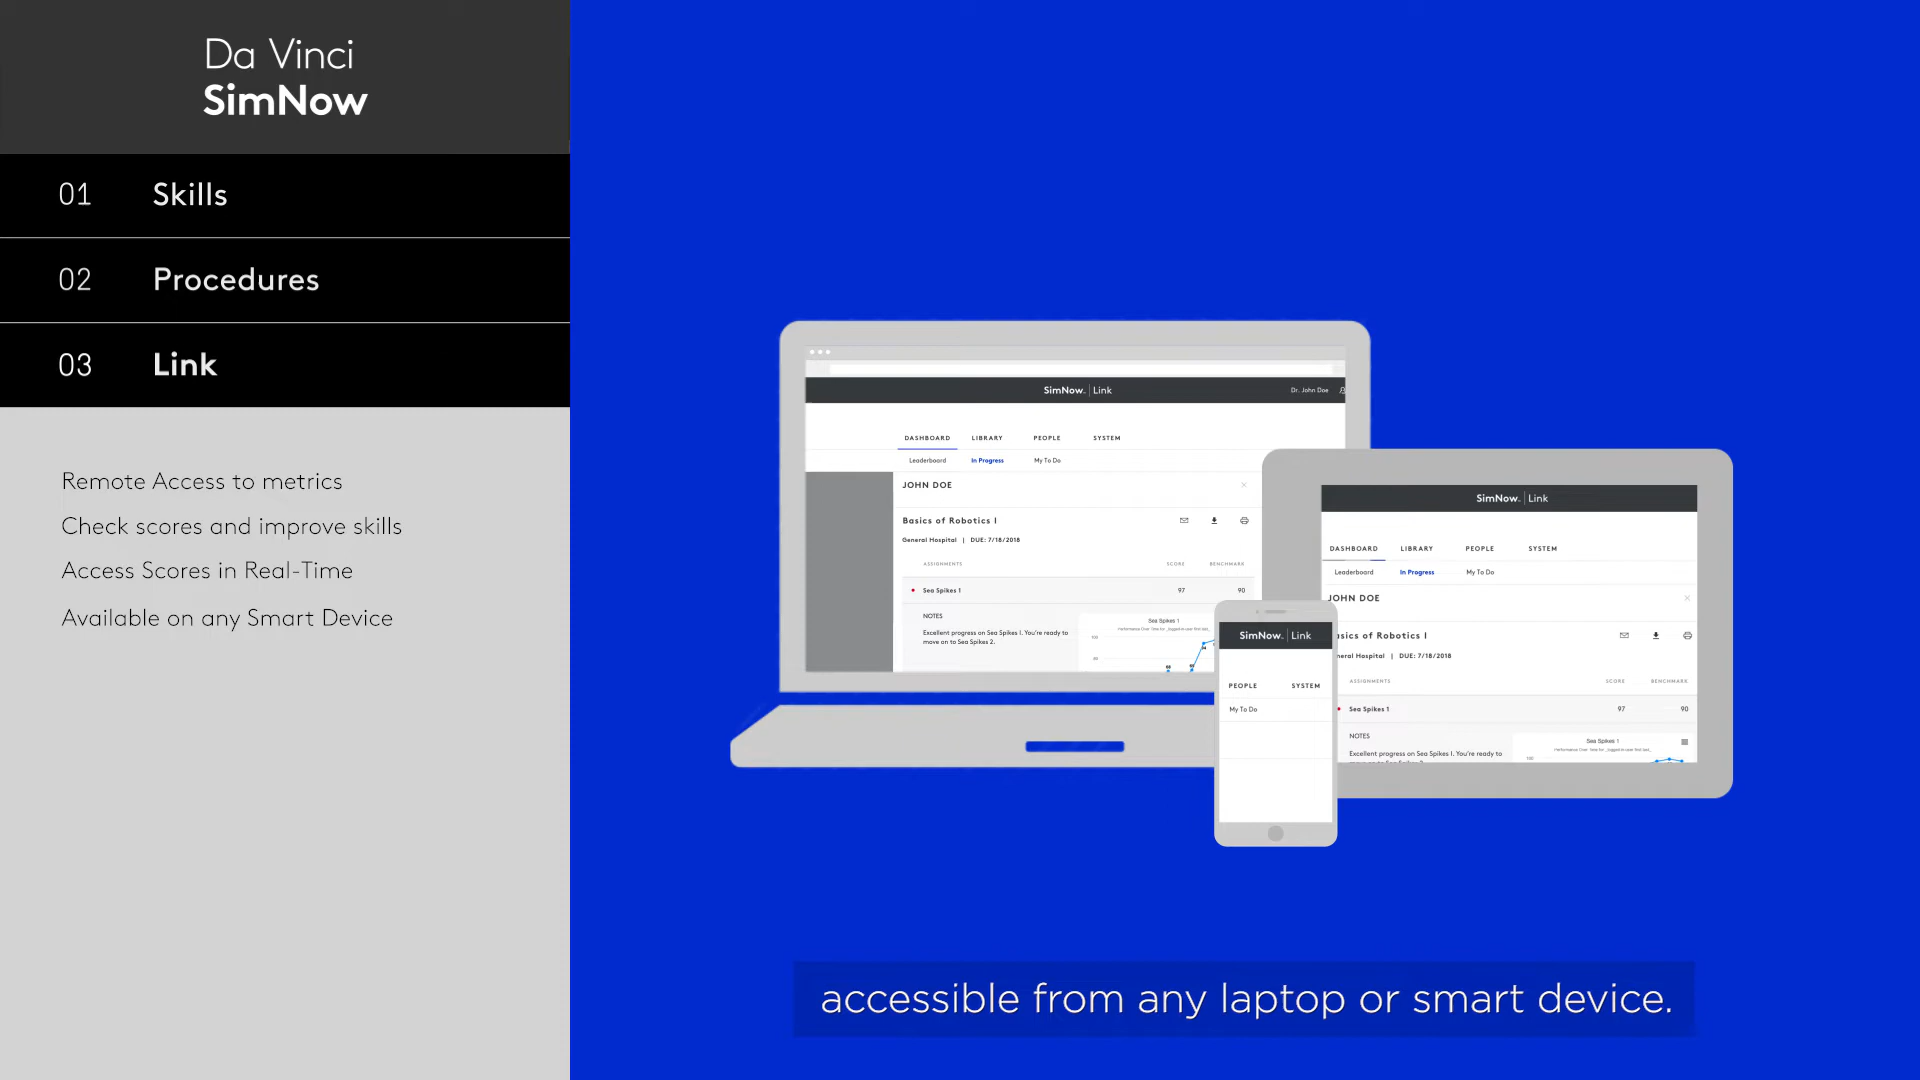 Da Vinci
SimNow
01 Skills
02 Procedures
03 Link
Remote Access to metrics
Check scores and improve skills
Access Scores in Real-Time
Available on any Smart Device
SimNow. | Link
Dr. John Doe
DASHBOARD LIBRARY PEOPLE SYSTEM
Leaderboard In Progress My To Do
JOHN DOE
Basics of Robotics I
General Hospital | DUE: 7/18/2018
ASSIGNMENTS SCORE BENCHMARK
Sea Spikes 1 97 90
NOTES
Excellent progress on Sea Spikes I. You're ready to
move on to Sea Spikes 2.
Sea Spikes 1
100
SimNow. | Link
DASHBOARD LIBRARY PEOPLE SYSTEM
Leaderboard In Progress My To Do
JOHN DOE
asics of Robotics I
neral Hospital | DUE: 7/18/2018
ASSIGNMENTS SCORE BENCHMARK
Sea Spikes 1 97 90
NOTES
Excellent progress on Sea Spikes I. You're ready to
Sea Spikes 1
100
SimNow. | Link
PEOPLE SYSTEM
My To Do
accessible from any laptop or smart device.